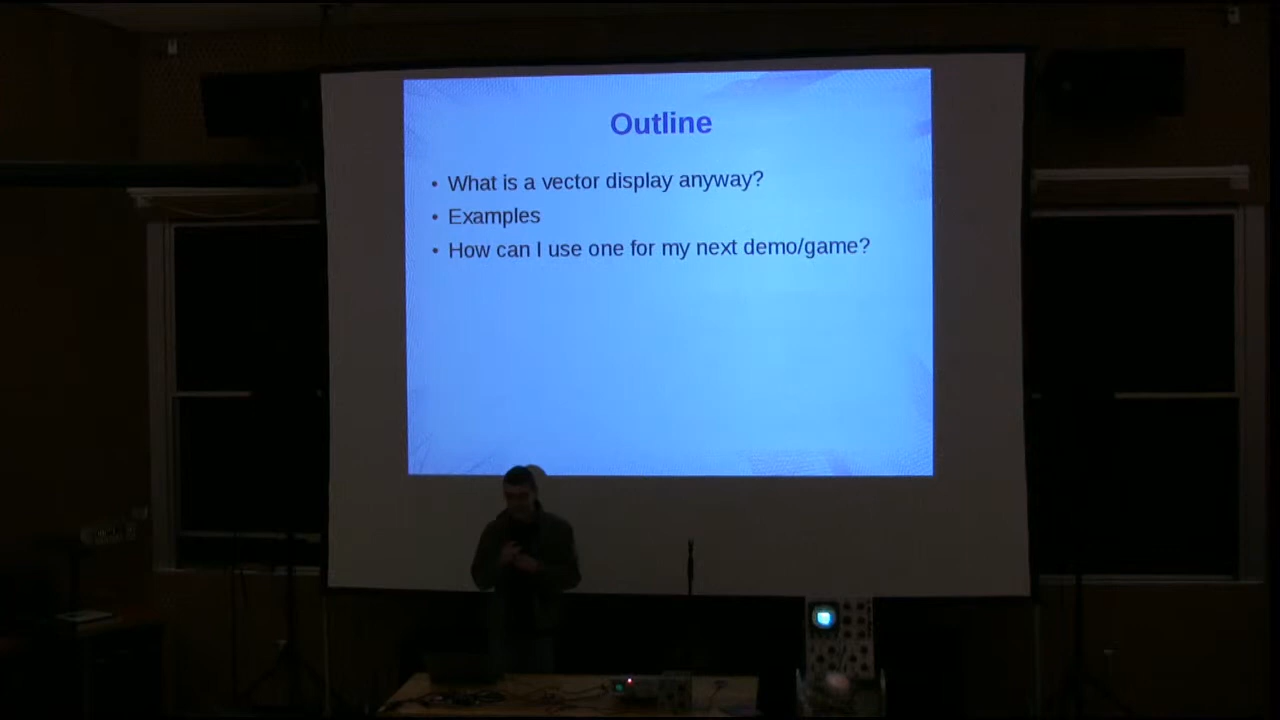 Outline
• What is a vector display anyway?
• Examples
• How can I use one for my next demo/game?